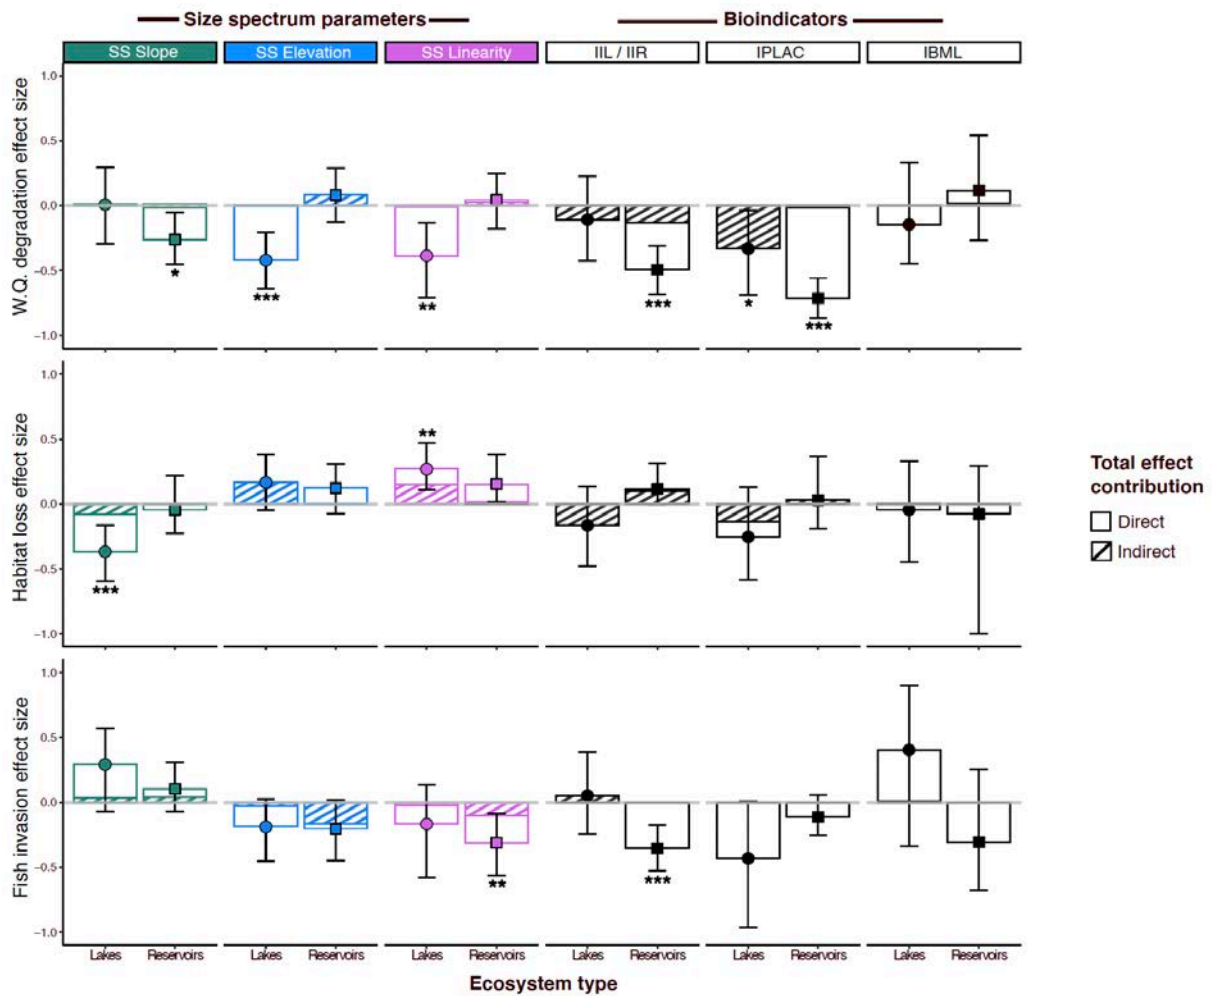 Size spectrum parameters Bioindicators
SS Slope SS Elevation SS Linearity IIL / IIR IPLAC IBML
W.Q. degradation effect size
1.0
0.5
0.0
-0.5
-1.0
* *** ** *** * ***
Habitat loss effect size
1.0
0.5
0.0
-0.5
-1.0
*** **
Fish invasion effect size
1.0
0.5
0.0
-0.5
-1.0
** ***
Lakes Reservoirs Lakes Reservoirs Lakes Reservoirs Lakes Reservoirs Lakes Reservoirs Lakes Reservoirs
Ecosystem type
Total effect
contribution
Direct
Indirect